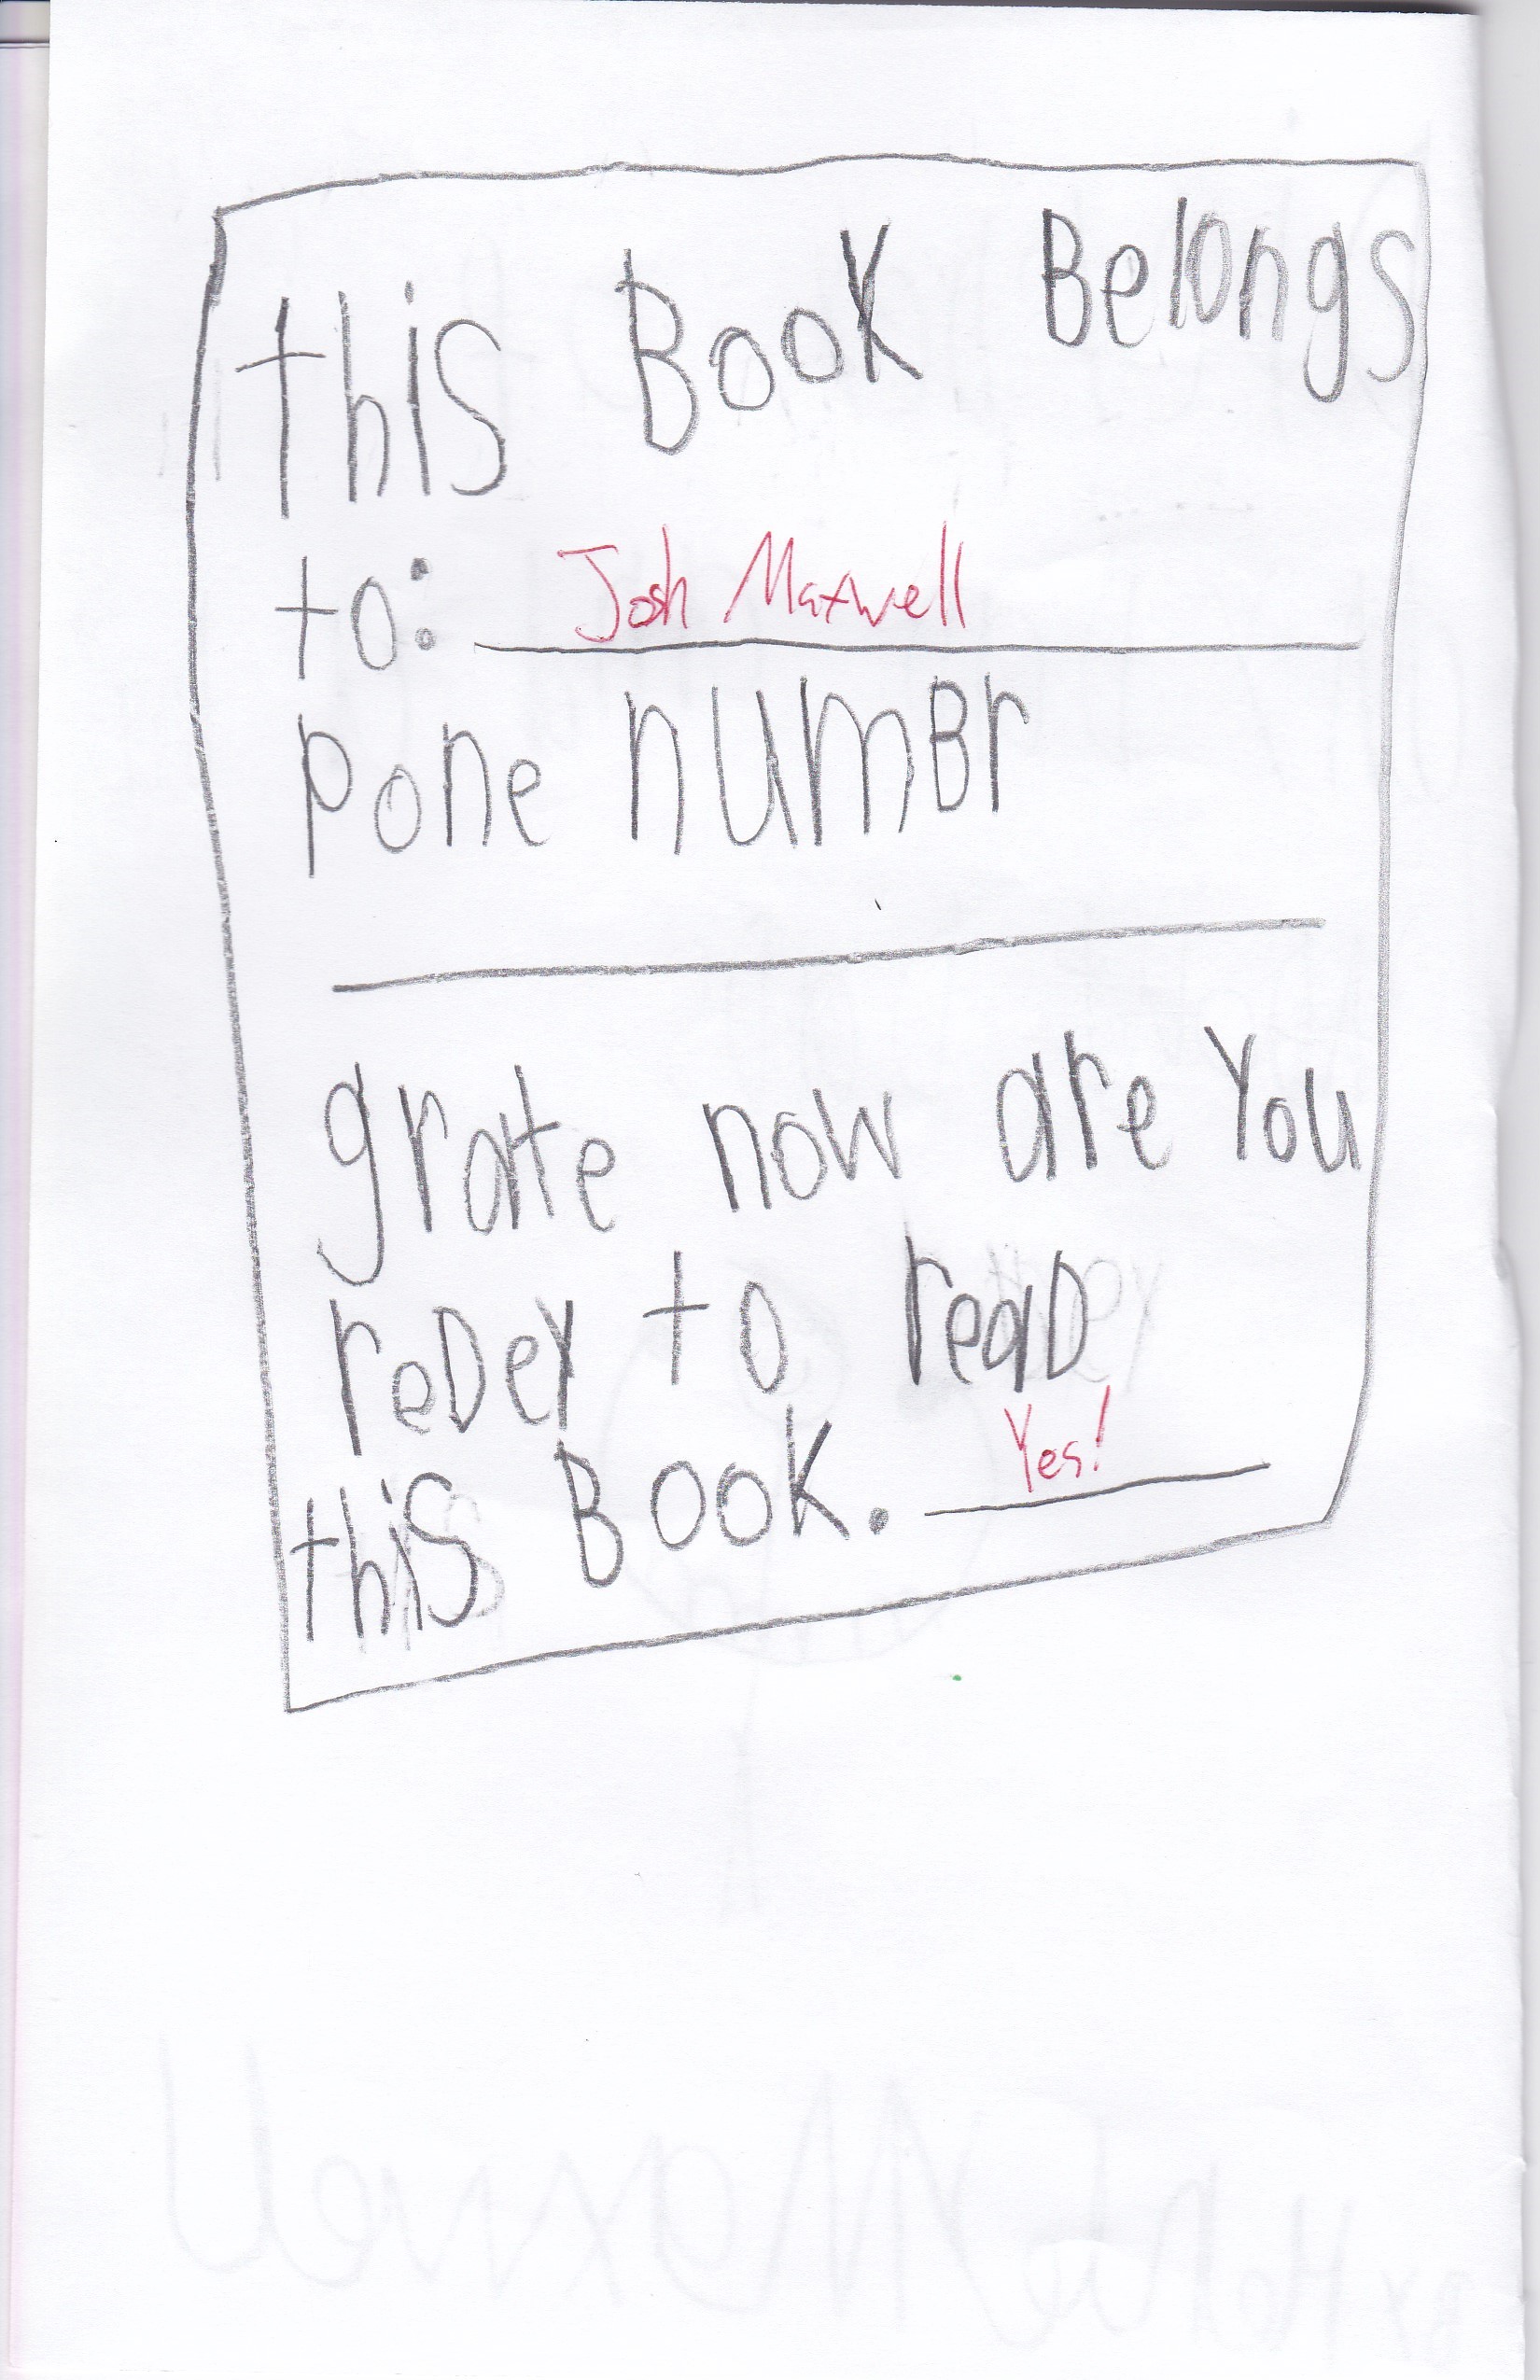 this Book Belongs
to: Josh Maxwell
pone numBr
grate now are You
reDey to reaD
this Book. Yes!